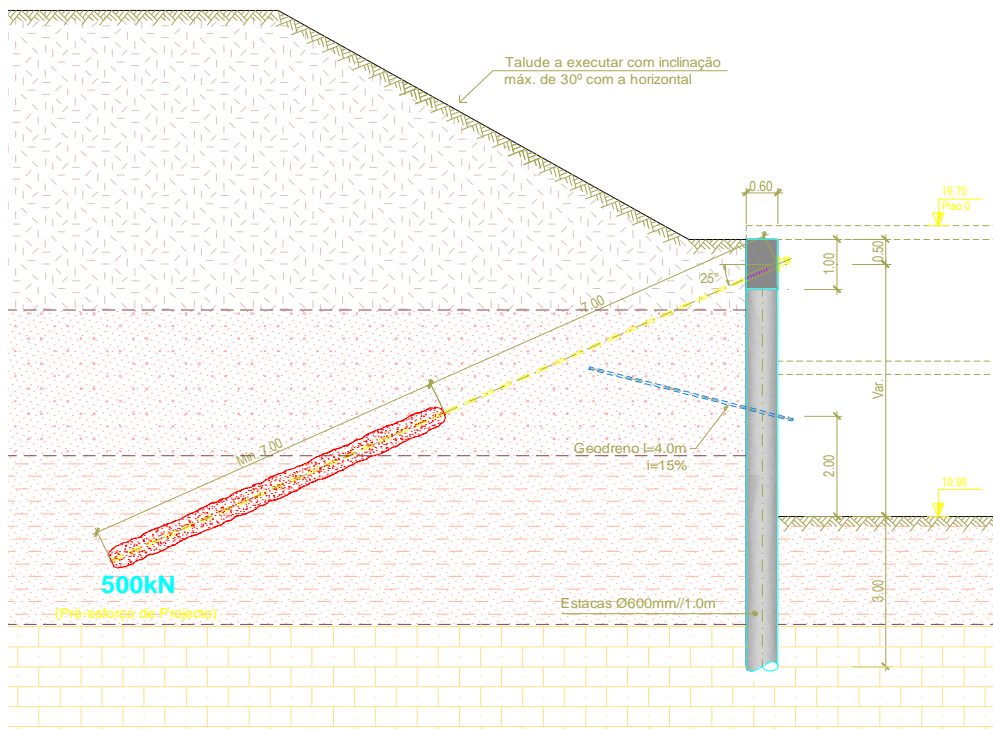 Talude a executar com inclinação
máx. de 30º com a horizontal
0.60
16.70
Piso 0
0.50
1.00
25°
7.00
Var.
Min. 7.00
Geodreno l=4.0m
i=15%
2.00
10.90
500kN
(Pré-esforço de Projecto)
Estacas Ø600mm//1.0m
3.00